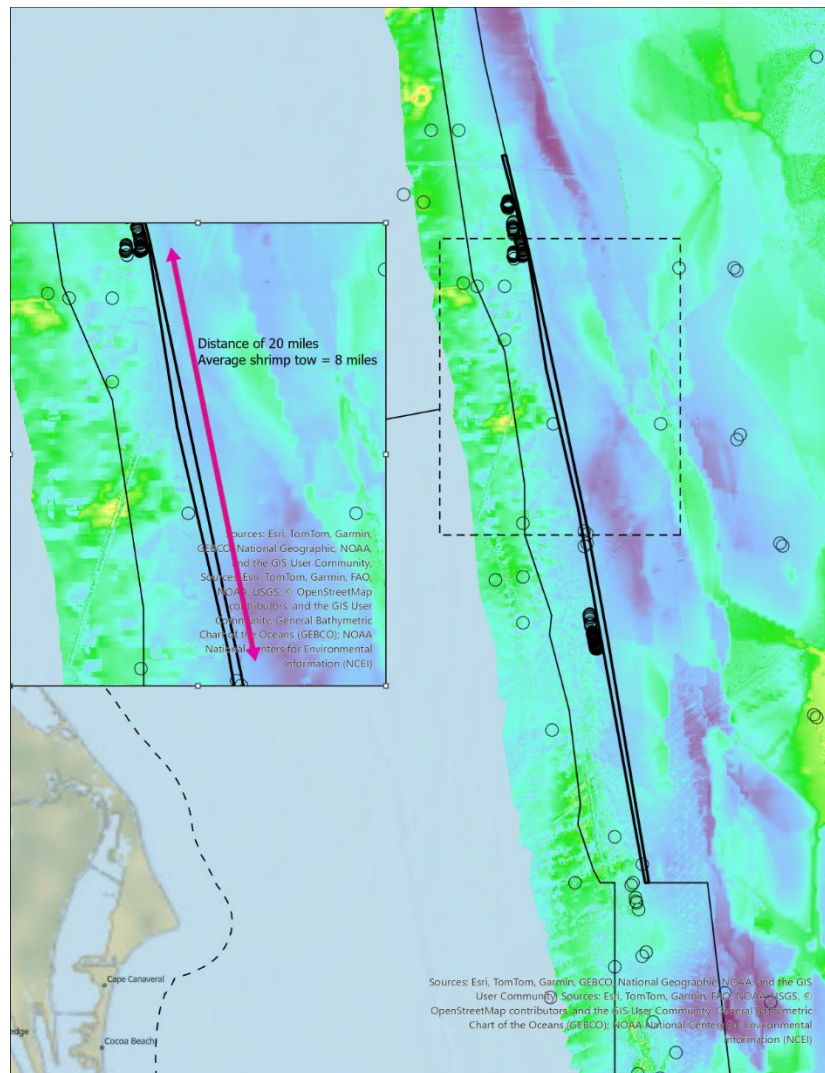 Distance of 20 miles
Average shrimp tow = 8 miles
Sources: Esri, TomTom, Garmin,
GEBCO, National Geographic, NOAA,
and the GIS User Community,
Sources: Esri, TomTom, Garmin, FAO,
NOAA, USGS, © OpenStreetMap
contributors, and the GIS User
Community, General Bathymetric
Chart of the Oceans (GEBCO); NOAA
National Centers for Environmental
Information (NCEI)
Cape Canaveral
edge
Cocoa Beach
Sources: Esri, TomTom, Garmin, GEBCO, National Geographic, NOAA, and the GIS
User Community, Sources: Esri, TomTom, Garmin, FAO, NOAA, USGS, ©
OpenStreetMap contributors, and the GIS User Community, General Bathymetric
Chart of the Oceans (GEBCO); NOAA National Centers for Environmental
Information (NCEI)